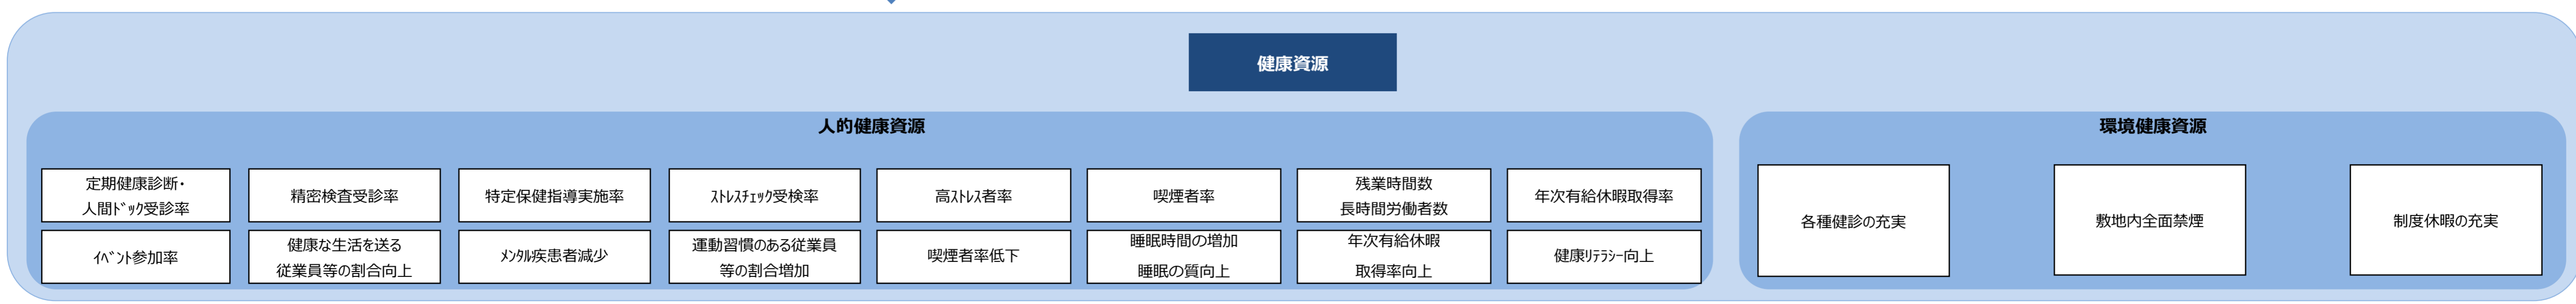 健康資源
人的健康資源
定期健康診断・
人間ﾄﾞｯｸ受診率
精密検査受診率
特定保健指導実施率
ｽﾄﾚｽﾁｪｯｸ受検率
高ｽﾄﾚｽ者率
喫煙者率
残業時間数
長時間労働者数
年次有給休暇取得率
ｲﾍﾞﾝﾄ参加率
健康な生活を送る
従業員等の割合向上
ﾒﾝﾀﾙ疾患者減少
運動習慣のある従業員
等の割合増加
喫煙者率低下
睡眠時間の増加
睡眠の質向上
年次有給休暇
取得率向上
健康ﾘﾃﾗｼｰ向上
環境健康資源
各種健診の充実
敷地内全面禁煙
制度休暇の充実